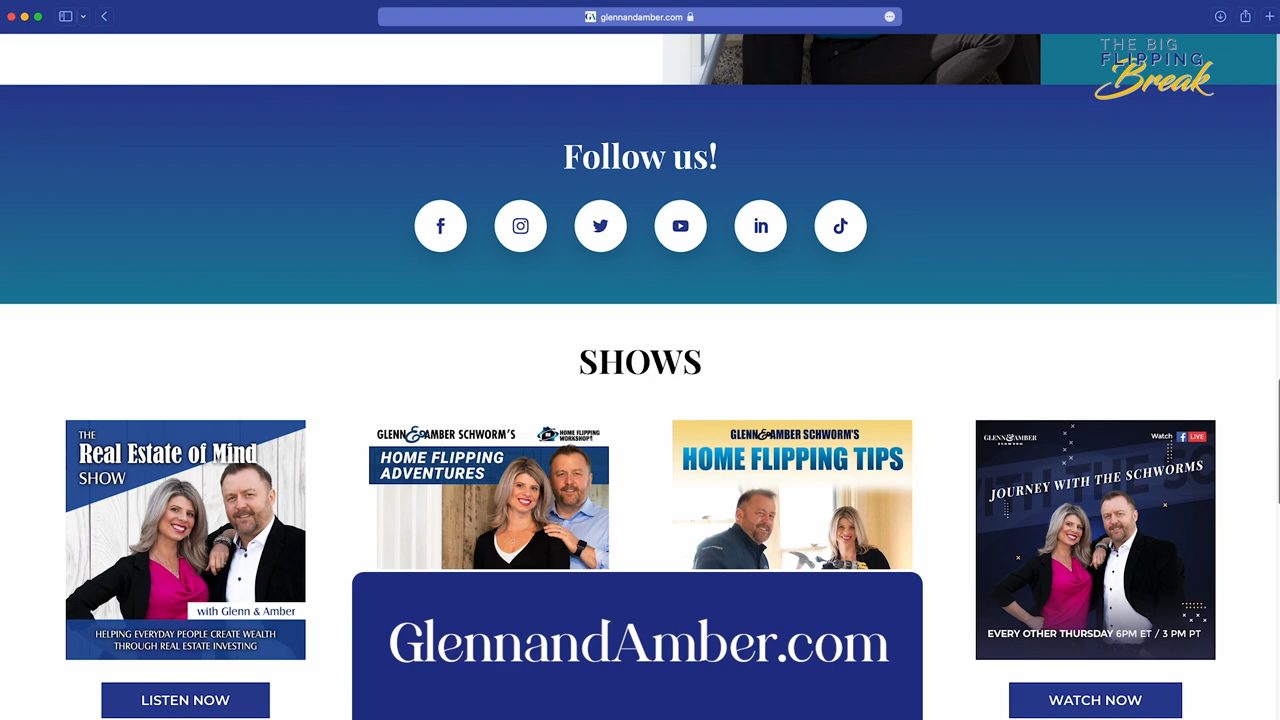 glennandamber.com
THE BIG
FLIPPING
Break
Follow us!
SHOWS
THE
Real Estate of Mind
SHOW
with Glenn & Amber
HELPING EVERYDAY PEOPLE CREATE WEALTH
THROUGH REAL ESTATE INVESTING
LISTEN NOW
GLENN & AMBER SCHWORM'S
HOME FLIPPING
WORKSHOP
HOME FLIPPING
ADVENTURES
GLENN & AMBER SCHWORM'S
HOME FLIPPING TIPS
GLENN & AMBER
SCHWORM
Watch f LIVE
JOURNEY WITH THE SCHWORMS
EVERY OTHER THURSDAY 6PM ET / 3 PM PT
WATCH NOW
GlennandAmber.com